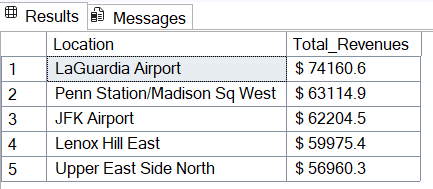 Results Messages
Location Total_Revenues
1 LaGuardia Airport $ 74160.6
2 Penn Station/Madison Sq West $ 63114.9
3 JFK Airport $ 62204.5
4 Lenox Hill East $ 59975.4
5 Upper East Side North $ 56960.3